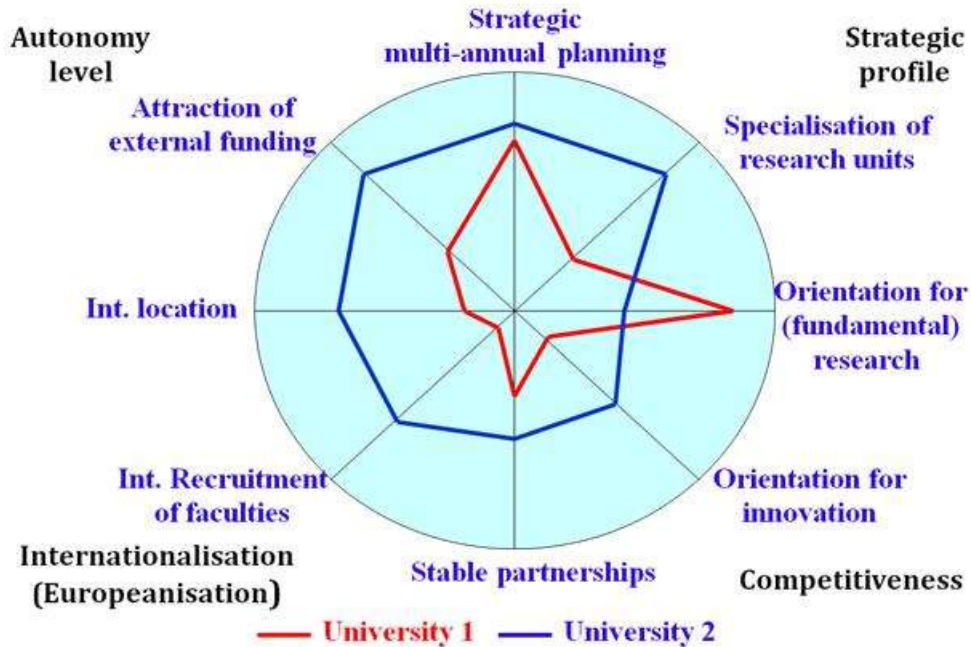 Autonomy
level
Strategic
multi-annual planning
Strategic
profile
Attraction of
external funding
Specialisation of
research units
Int. location
Orientation for
(fundamental)
research
Int. Recruitment
of faculties
Orientation for
innovation
Internationalisation
(Europeanisation)
Stable partnerships
Competitiveness
University 1
University 2